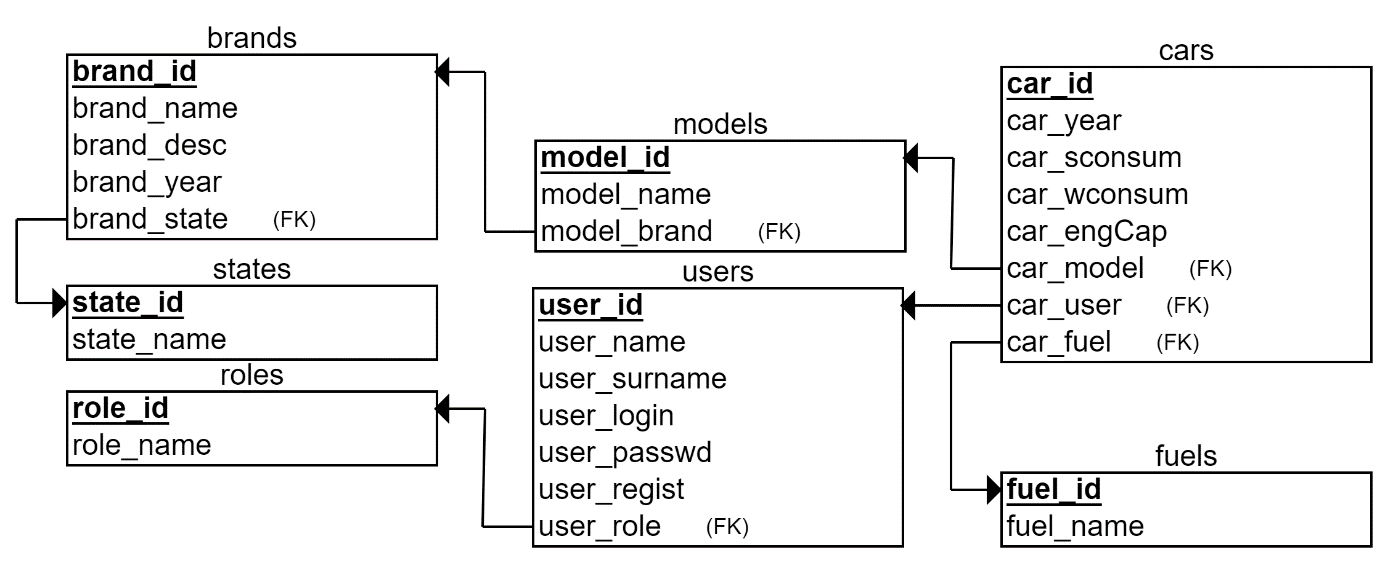 brands
brand_id
brand_name
brand_desc
brand_year
brand_state (FK)
states
state_id
state_name
roles
role_id
role_name
models
model_id
model_name
model_brand (FK)
users
user_id
user_name
user_surname
user_login
user_passwd
user_regist
user_role (FK)
cars
car_id
car_year
car_sconsum
car_wconsum
car_engCap
car_model (FK)
car_user (FK)
car_fuel (FK)
fuels
fuel_id
fuel_name